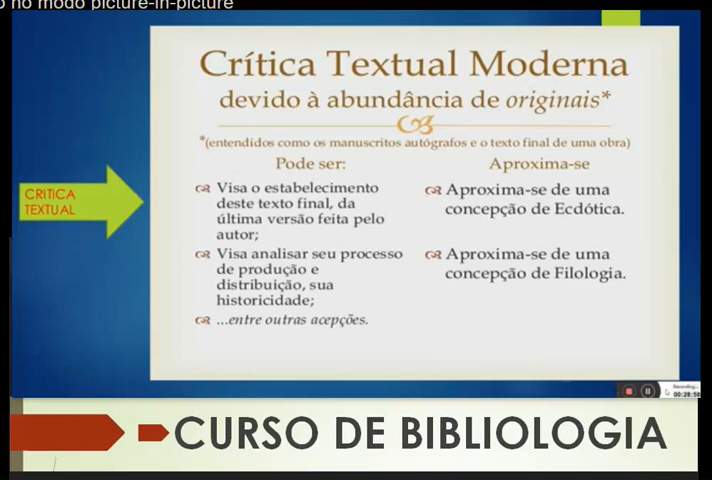 o no modo picture-in-picture
Crítica Textual Moderna
devido à abundância de originais*
*(entendidos como os manuscritos autógrafos e o texto final de uma obra)
Pode ser:
Visa o estabelecimento
deste texto final, da
última versão feita pelo
autor;
Visa analisar seu processo
de produção e
distribuição, sua
historicidade;
...entre outras acepções.
Aproxima-se
Aproxima-se de uma
concepção de Ecdótica.
Aproxima-se de uma
concepção de Filologia.
CRITICA
TEXTUAL
Recording...
00:28:59
CURSO DE BIBLIOLOGIA